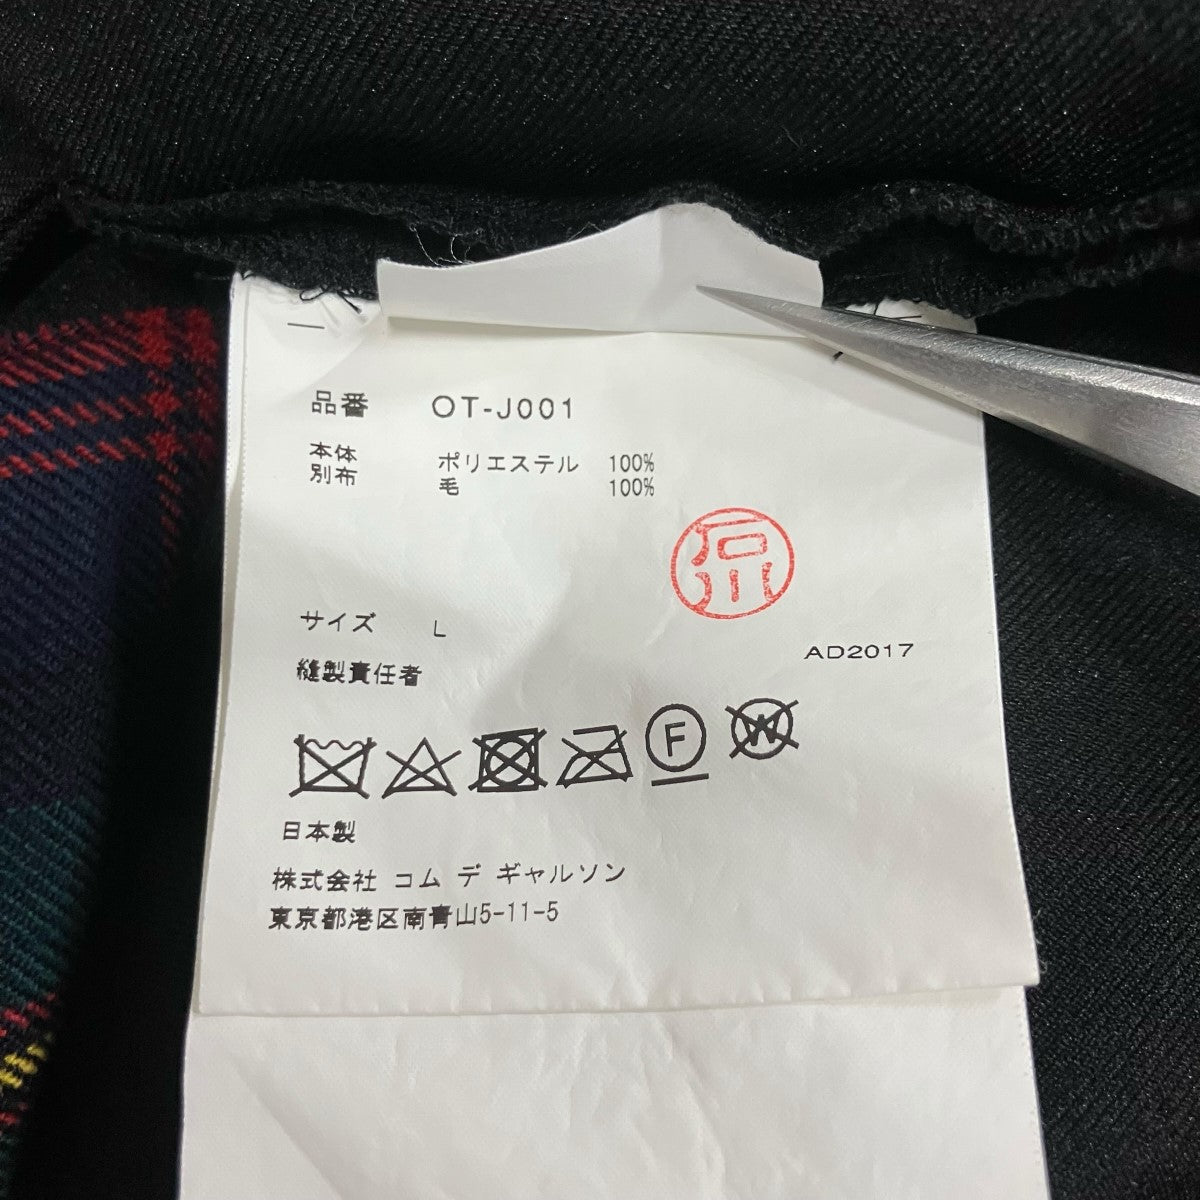 品番 OT-J001
本体 ポリエステル 100%
別布 毛 100%
石川
サイズ L
AD2017
縫製責任者
F W
日本製
株式会社 コム デ ギャルソン
東京都港区南青山5-11-5